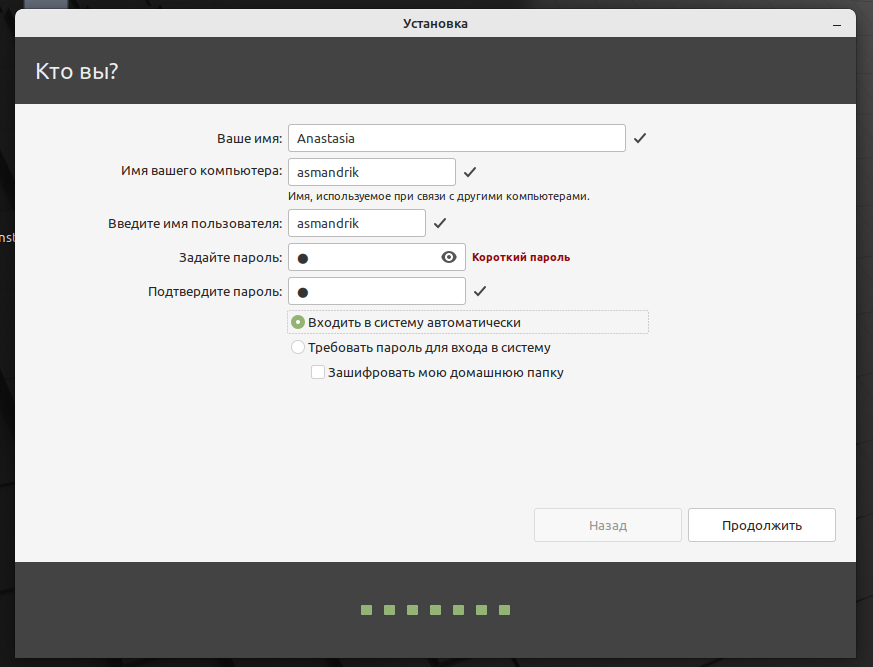 Установка
Кто вы?
Ваше имя: Anastasia
Имя вашего компьютера: asmandrik
Имя, используемое при связи с другими компьютерами.
Введите имя пользователя: asmandrik
Задайте пароль: ● Короткий пароль
Подтвердите пароль: ●
Входить в систему автоматически
Требовать пароль для входа в систему
Зашифровать мою домашнюю папку
Назад Продолжить